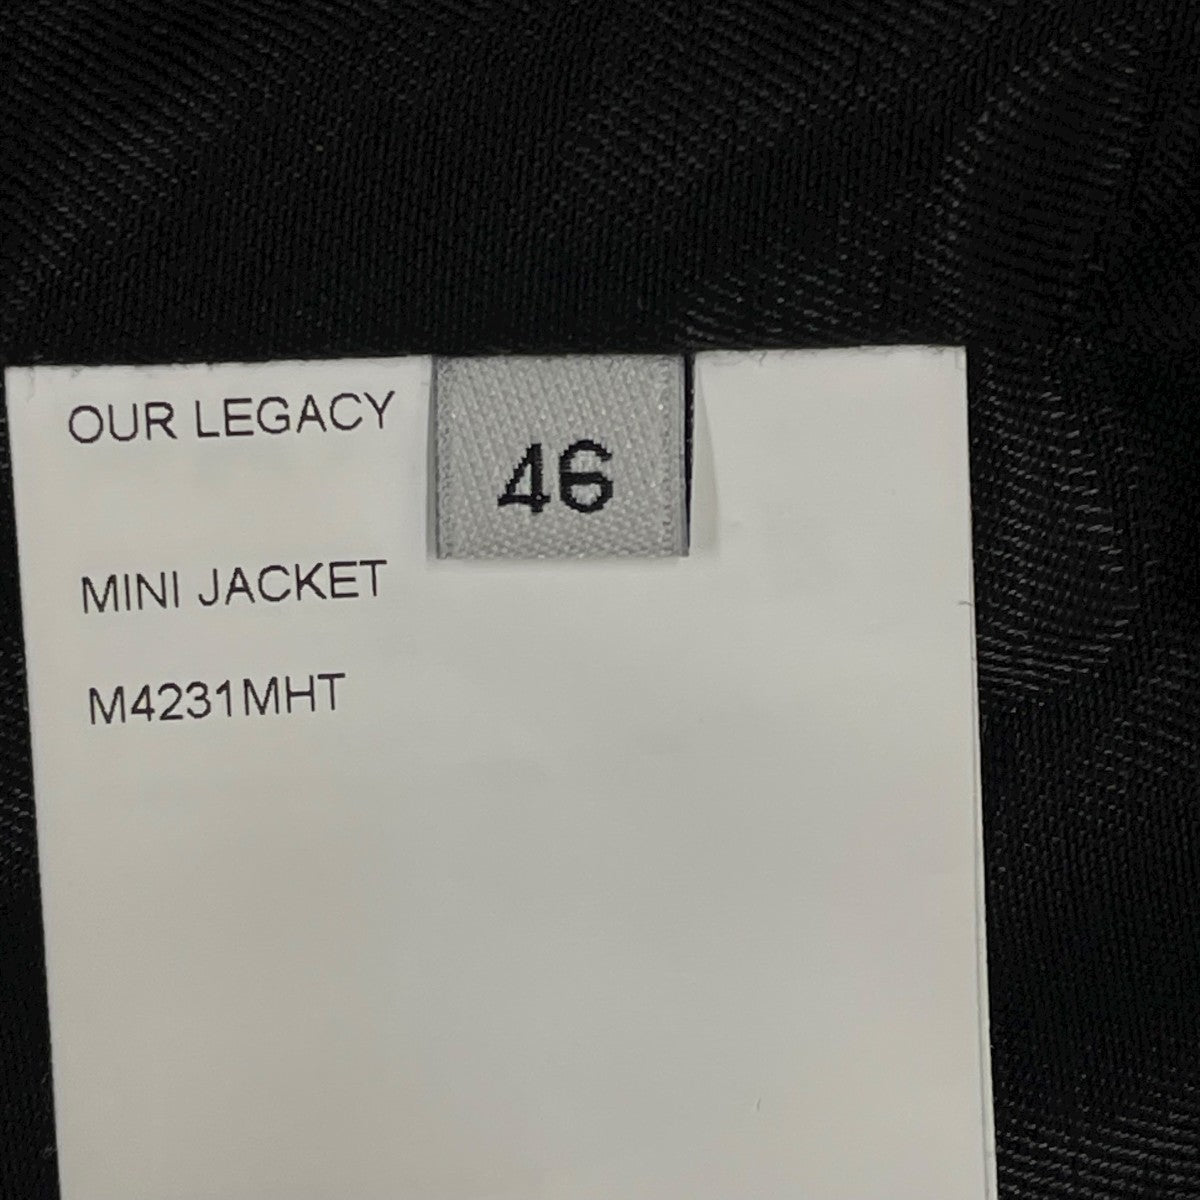 OUR LEGACY
46
MINI JACKET
M4231MHT